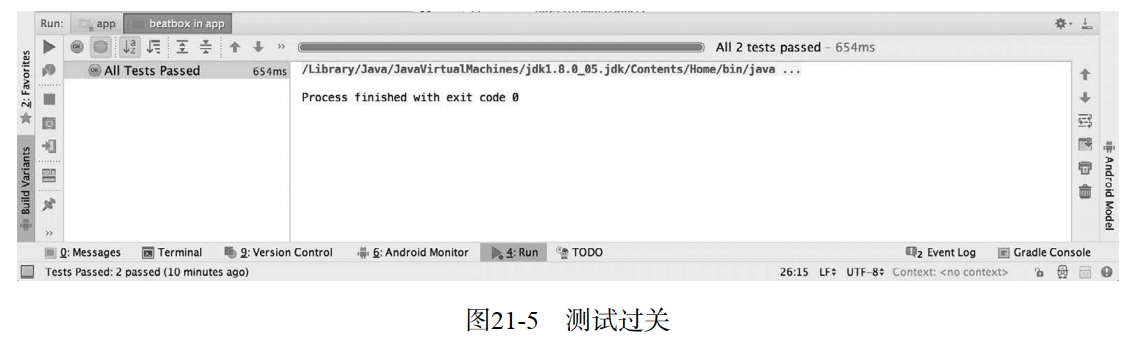 Run: app beatbox in app
All 2 tests passed – 654ms
All Tests Passed 654ms
/Library/Java/JavaVirtualMachines/jdk1.8.0_05.jdk/Contents/Home/bin/java ...
Process finished with exit code 0
2: Favorites
Build Variants
Android Model
0: Messages Terminal 9: Version Control 6: Android Monitor 4: Run TODO 2 Event Log Gradle Console
Tests Passed: 2 passed (10 minutes ago) 26:15 LF UTF-8 Context: <no context>
图21-5 测试过关